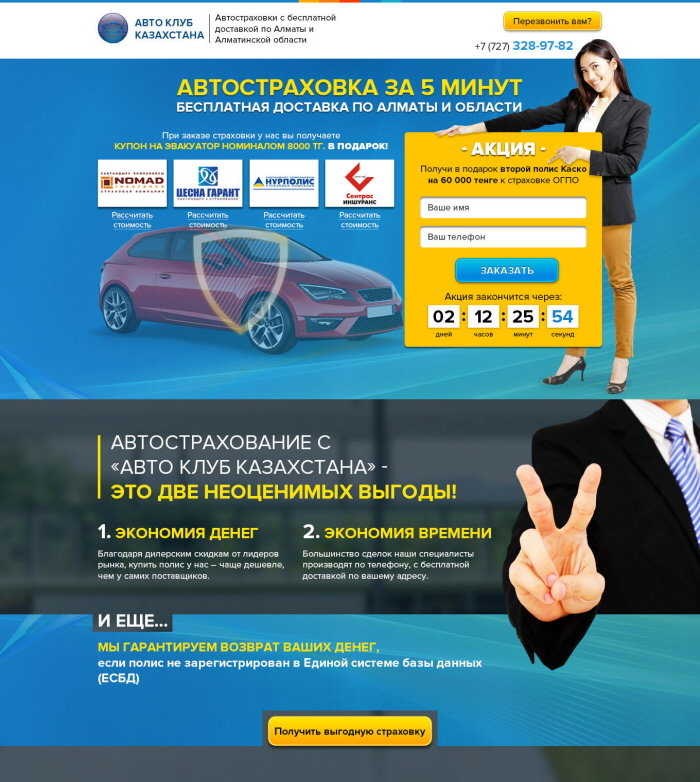 АВТО КЛУБ
КАЗАХСТАНА
Автостраховки с бесплатной
доставкой по Алматы и
Алматинской области
Перезвонить вам?
+7 (727) 328-97-82
АВТОСТРАХОВКА ЗА 5 МИНУТ
БЕСПЛАТНАЯ ДОСТАВКА ПО АЛМАТЫ И ОБЛАСТИ
При заказе страховки у нас вы получаете
КУПОН НА ЭВАКУАТОР НОМИНАЛОМ 8000 ТГ. В ПОДАРОК!
NOMAD
СТРАХОВАЯ КОМПАНИЯ
ЦЕСНА ГАРАНТ
НУРПОЛИС
СТРАХОВАЯ КОМПАНИЯ
Сентрас
ИНШУРАНС
Рассчитать стоимость
Рассчитать стоимость
Рассчитать стоимость
Рассчитать стоимость
- АКЦИЯ -
Получи в подарок второй полис Каско
на 60 000 тенге к страховке ОГПО
Ваше имя
Ваш телефон
ЗАКАЗАТЬ
Акция закончится через:
02 : 12 : 25 : 54
дней часов минут секунд
АВТОСТРАХОВАНИЕ С
«АВТО КЛУБ КАЗАХСТАНА» -
ЭТО ДВЕ НЕОЦЕНИМЫХ ВЫГОДЫ!
1. ЭКОНОМИЯ ДЕНЕГ
Благодаря дилерским скидкам от лидеров
рынка, купить полис у нас – чаще дешевле,
чем у самих поставщиков.
2. ЭКОНОМИЯ ВРЕМЕНИ
Большинство сделок наши специалисты
производят по телефону, с бесплатной
доставкой по вашему адресу.
И ЕЩЕ...
МЫ ГАРАНТИРУЕМ ВОЗВРАТ ВАШИХ ДЕНЕГ,
если полис не зарегистрирован в Единой системе базы данных
(ЕСБД)
Получить выгодную страховку